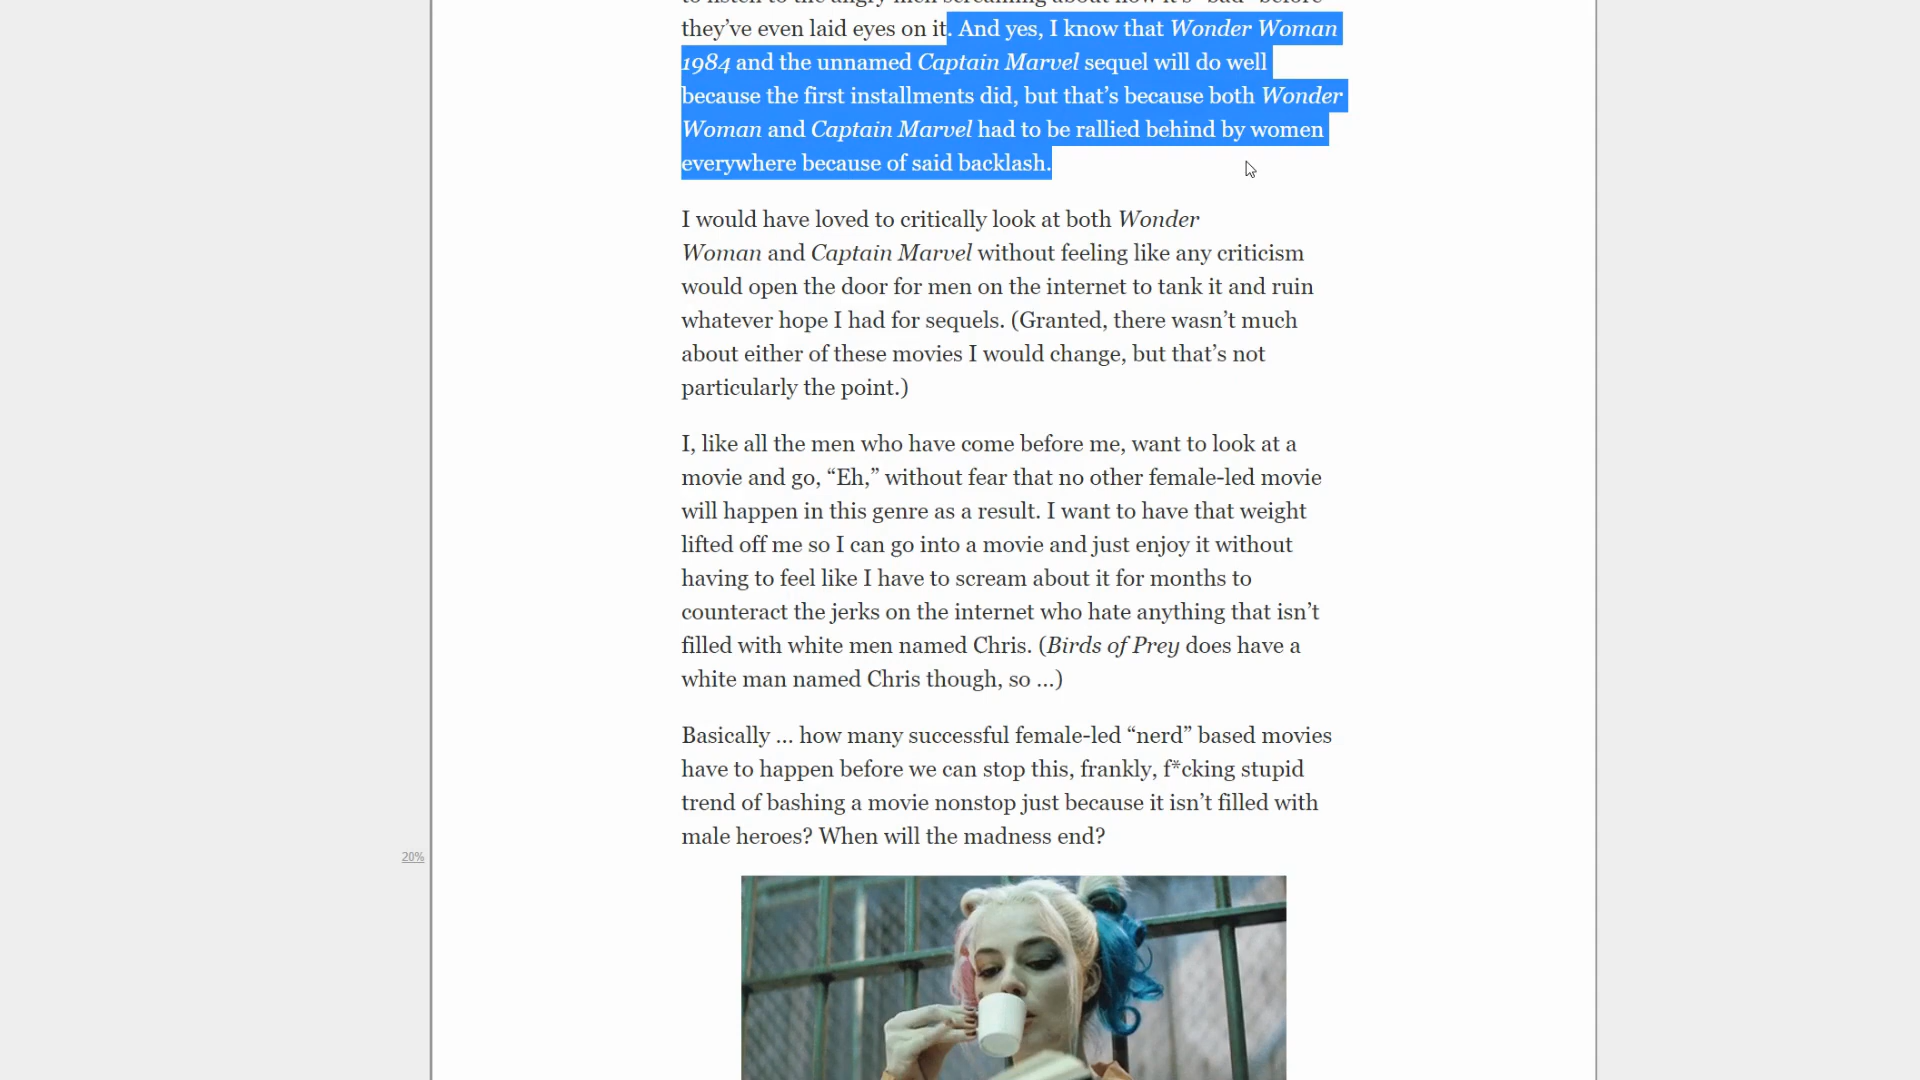 they’ve even laid eyes on it. And yes, I know that Wonder Woman
1984 and the unnamed Captain Marvel sequel will do well
because the first installments did, but that’s because both Wonder
Woman and Captain Marvel had to be rallied behind by women
everywhere because of said backlash.
I would have loved to critically look at both Wonder
Woman and Captain Marvel without feeling like any criticism
would open the door for men on the internet to tank it and ruin
whatever hope I had for sequels. (Granted, there wasn’t much
about either of these movies I would change, but that’s not
particularly the point.)
I, like all the men who have come before me, want to look at a
movie and go, “Eh,” without fear that no other female-led movie
will happen in this genre as a result. I want to have that weight
lifted off me so I can go into a movie and just enjoy it without
having to feel like I have to scream about it for months to
counteract the jerks on the internet who hate anything that isn’t
filled with white men named Chris. (Birds of Prey does have a
white man named Chris though, so …)
Basically … how many successful female-led “nerd” based movies
have to happen before we can stop this, frankly, f*cking stupid
trend of bashing a movie nonstop just because it isn’t filled with
male heroes? When will the madness end?
20%